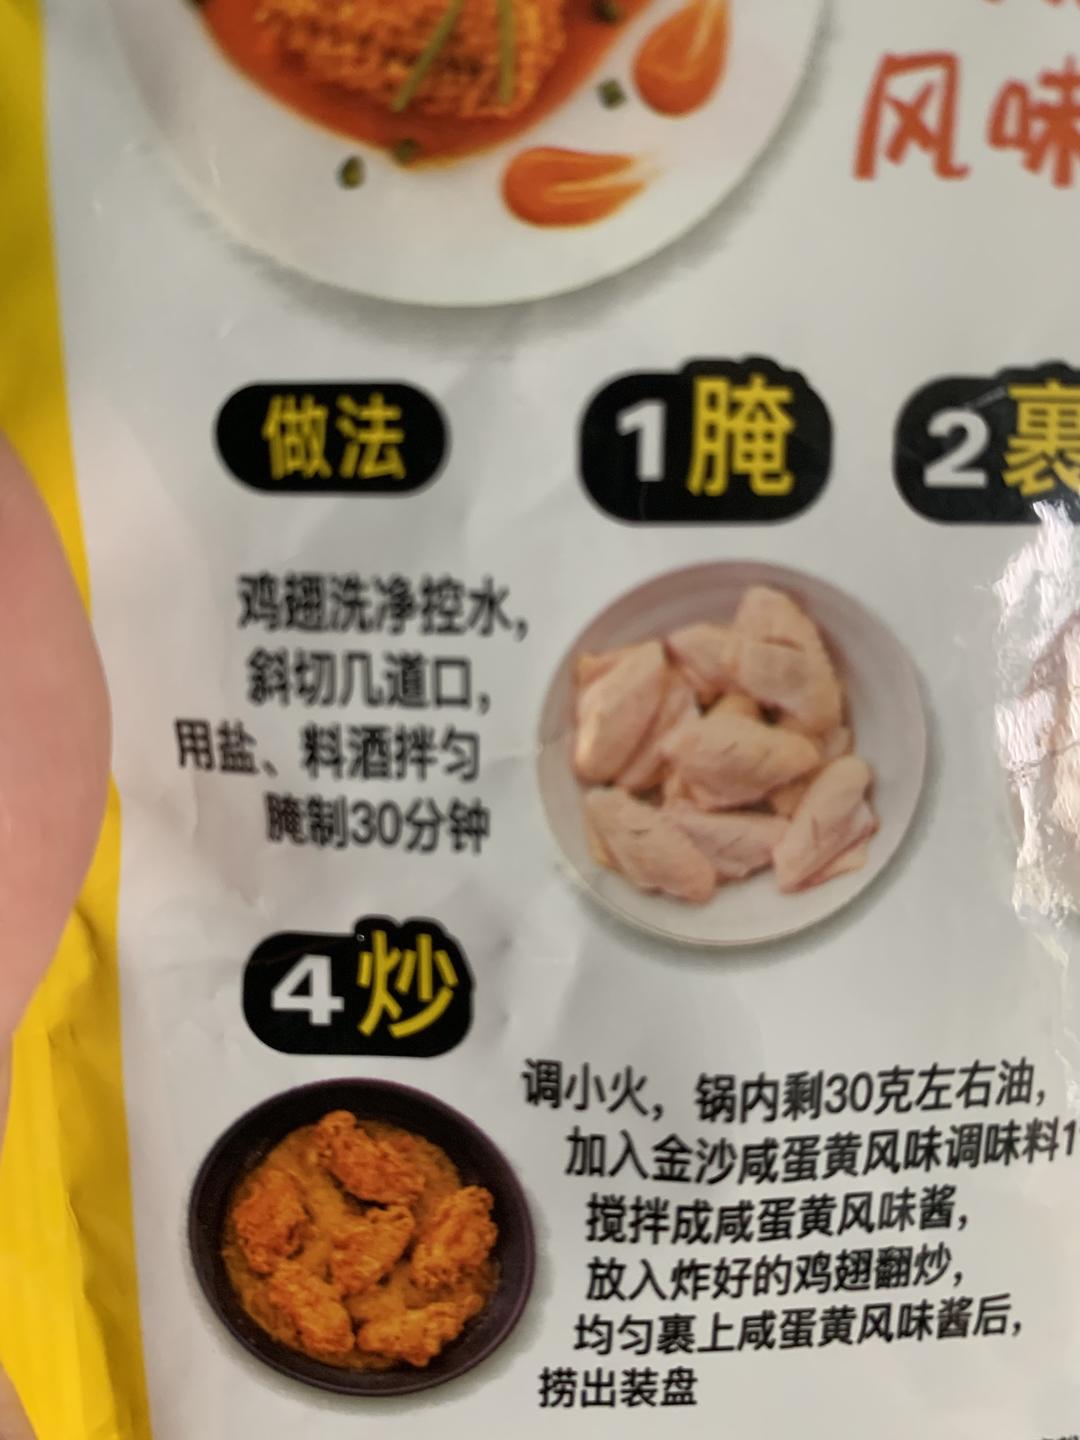 风味
做法
1腌
2裹
鸡翅洗净控水，
斜切几道口，
用盐、料酒拌匀
腌制30分钟
4炒
调小火，锅内剩30克左右油，
加入金沙咸蛋黄风味调味料1
搅拌成咸蛋黄风味酱，
放入炸好的鸡翅翻炒，
均匀裹上咸蛋黄风味酱后，
捞出装盘